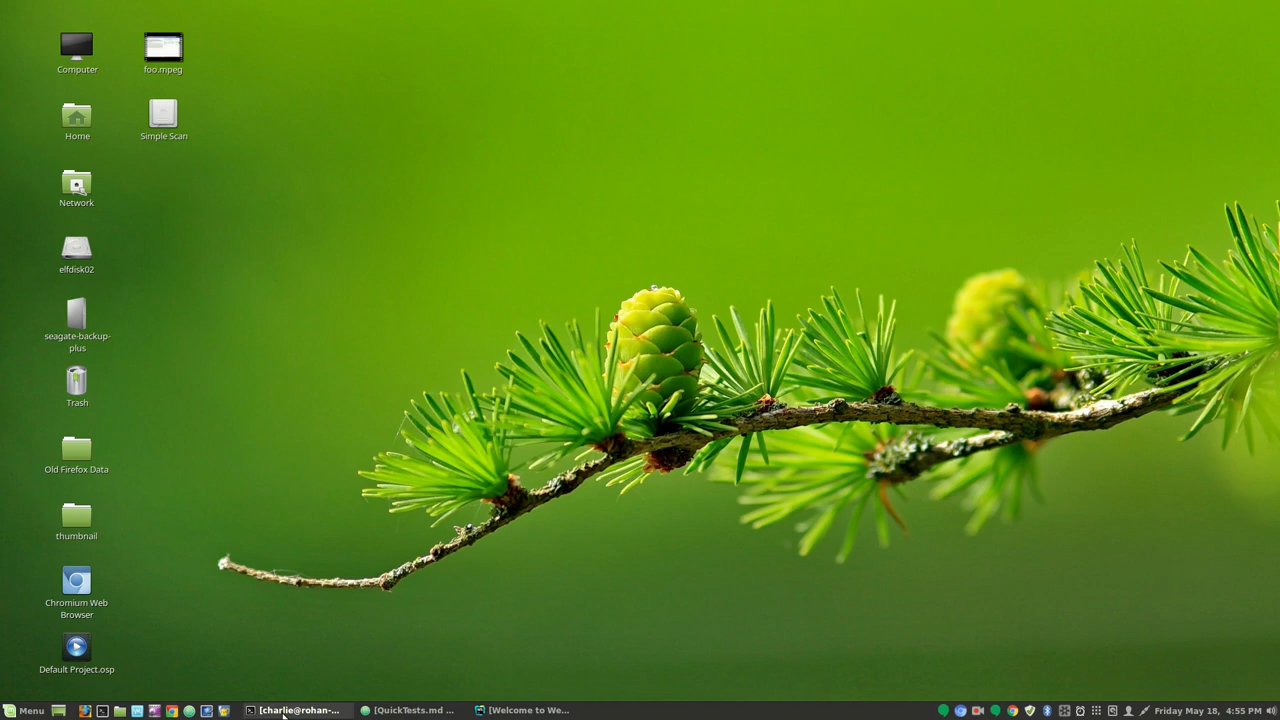 Computer
foo.mpeg
Home
Simple Scan
Network
elfdisk02
seagate-backup-
plus
Trash
Old Firefox Data
thumbnail
Chromium Web
Browser
Default Project.osp
Menu
[charlie@rohan-...
[QuickTests.md ...
[Welcome to We...
Friday May 18, 4:55 PM